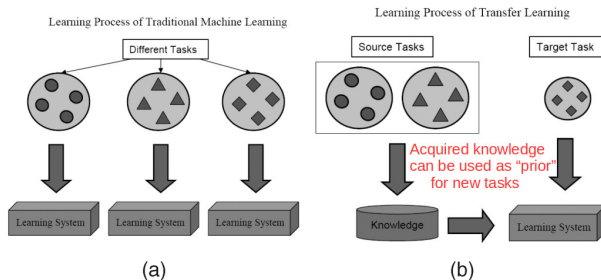 Learning Process of Traditional Machine Learning
Different Tasks
Learning System
Learning System
Learning System
(a)
Learning Process of Transfer Learning
Source Tasks
Target Task
Acquired knowledge
can be used as “prior”
for new tasks
Knowledge
Learning System
(b)